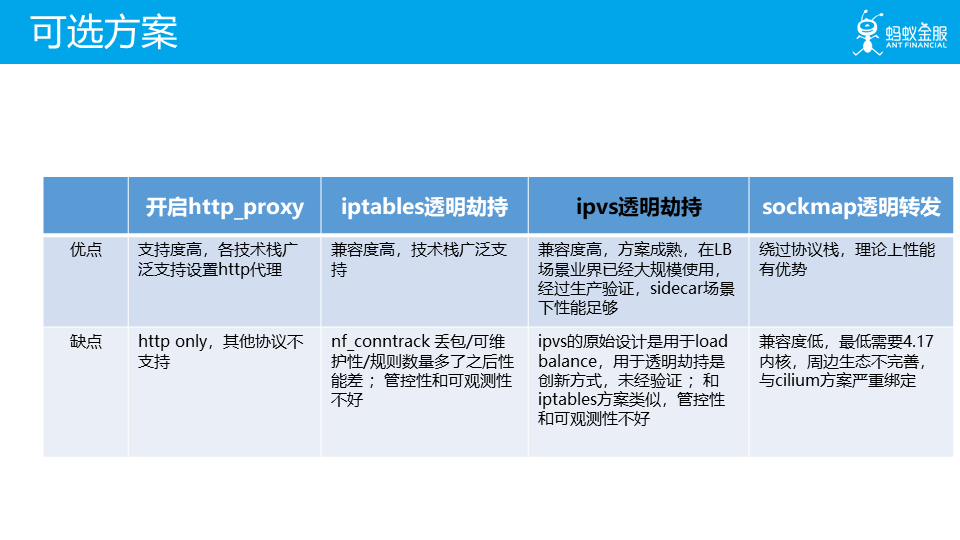 可选方案
蚂蚁金服
ANT FINANCIAL
开启http_proxy
iptables透明劫持
ipvs透明劫持
sockmap透明转发
优点
支持度高，各技术栈广
泛支持设置http代理
兼容度高，技术栈广泛支
持
兼容度高，方案成熟，在LB
场景业界已经大规模使用，
经过生产验证，sidecar场景
下性能足够
绕过协议栈，理论上性能
有优势
缺点
http only，其他协议不
支持
nf_conntrack 丢包/可维
护性/规则数量多了之后性
能差 ；管控性和可观测性
不好
ipvs的原始设计是用于load
balance，用于透明劫持是
创新方式，未经验证 ；和
iptables方案类似，管控性
和可观测性不好
兼容度低，最低需要4.17
内核，周边生态不完善，
与cilium方案严重绑定